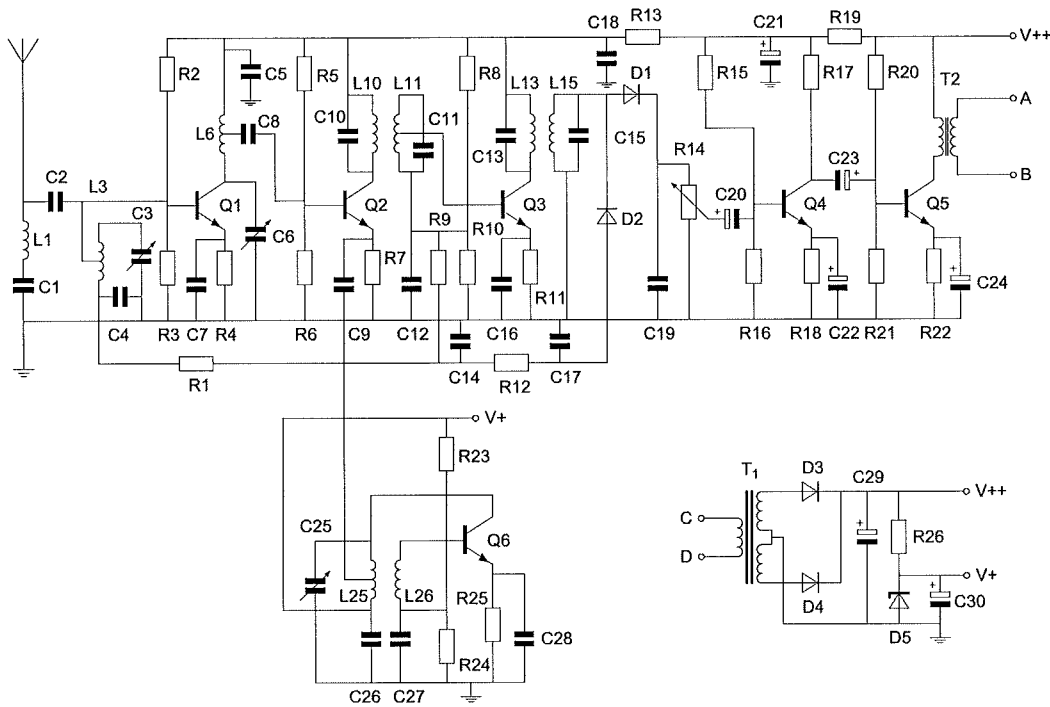 C18 R13 C21 R19 V++
R2 C5 R5 L10 L11 R8 L13 L15 D1 R15 R17 R20 T2
C8 C10 C11 A
L6 C13 C15 R14
C2 L3 C23 B
C3 Q1 Q2 R9 Q3 D2 C20 Q4 Q5
L1 C6 R7 R10
C1 R11 C24
C4 R3 C7 R4 R6 C9 C12 C16 C19 R16 R18 C22 R21 R22
C14 R12 C17
R1
V+
R23
T1 D3 C29
V++
C25 C
Q6 R26
D
V+
L25 L26 R25 D4 C30
D5
C28
R24
C26 C27